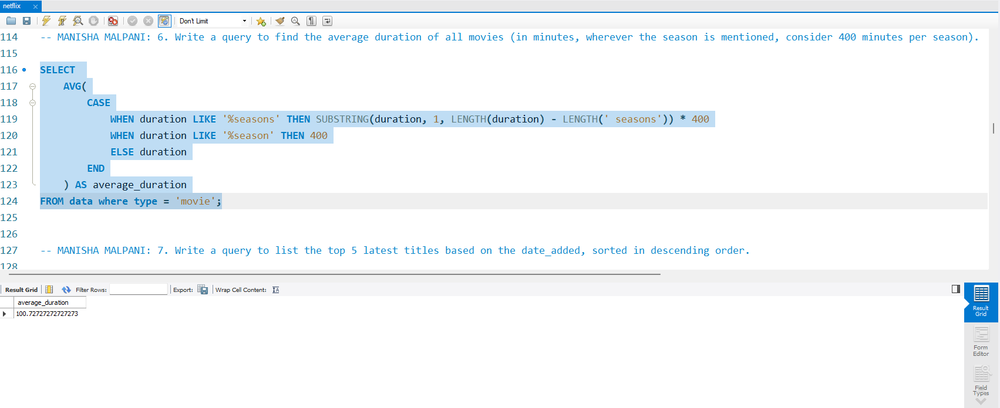 netflix
Don't Limit
114 -- MANISHA MALPANI: 6. Write a query to find the average duration of all movies (in minutes, wherever the season is mentioned, consider 400 minutes per season).
115
116 SELECT
117 AVG(
118 CASE
119 WHEN duration LIKE '%seasons' THEN SUBSTRING(duration, 1, LENGTH(duration) - LENGTH(' seasons')) * 400
120 WHEN duration LIKE '%season' THEN 400
121 ELSE duration
122 END
123 ) AS average_duration
124 FROM data where type = 'movie';
125
126
127 -- MANISHA MALPANI: 7. Write a query to list the top 5 latest titles based on the date_added, sorted in descending order.
128
Result Grid Filter Rows: Export: Wrap Cell Content:
average_duration
100.72727272727273
Result
Grid
Form
Editor
Field
Types